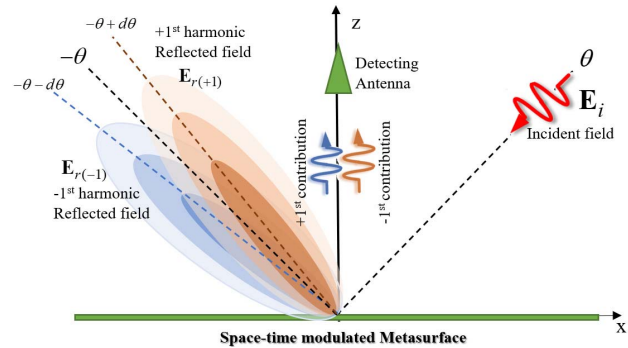 −θ + dθ
+1st harmonic
Reflected field
E_r(+1)
−θ
−θ − dθ
E_r(−1)
-1st harmonic
Reflected field
z
Detecting
Antenna
+1st contribution
-1st contribution
θ
E_i
Incident field
x
Space-time modulated Metasurface